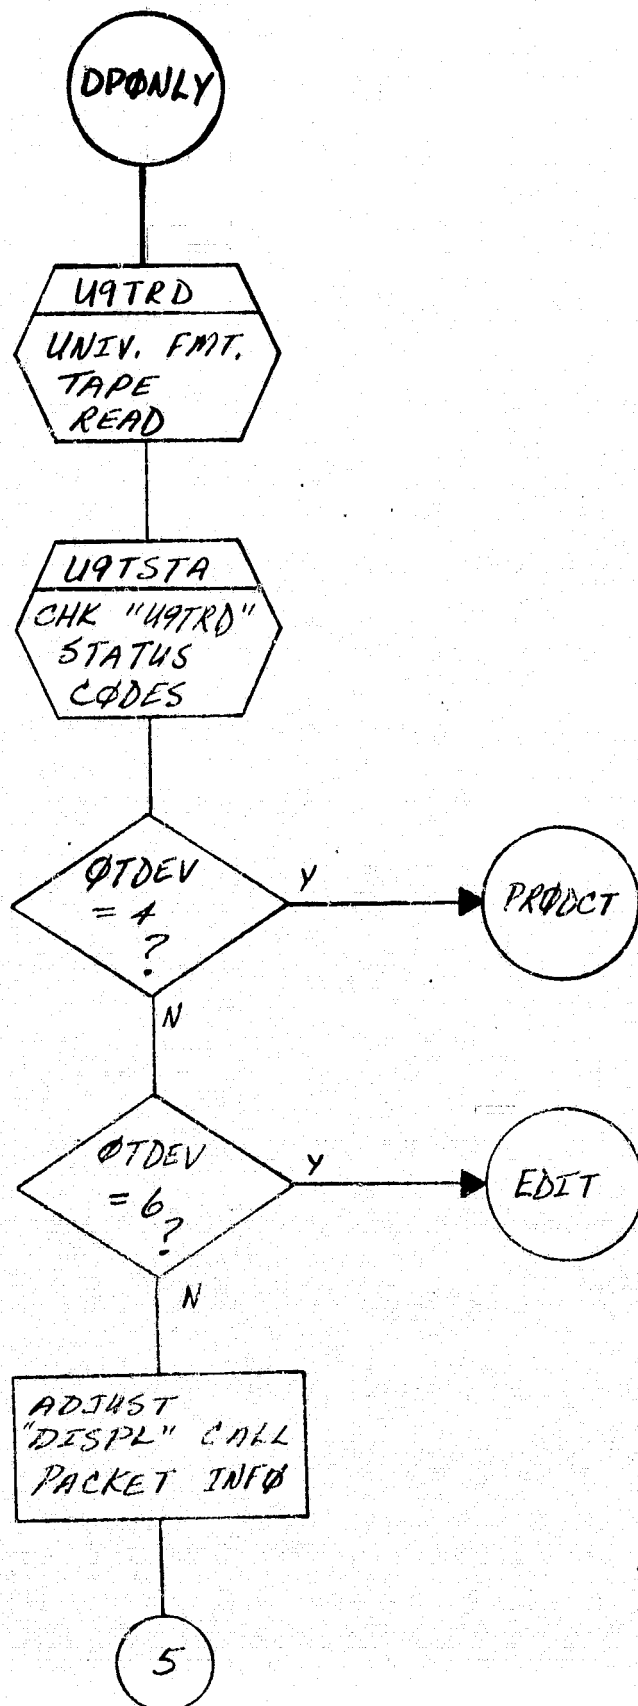 DPØNLY
U9TRD
UNIV. FMT.
TAPE
READ
U9TSTA
CHK "U9TRD"
STATUS
CØDES
ØTDEV
= 4
?
Y
PRØDCT
N
ØTDEV
= 6
?
Y
EDIT
N
ADJUST
"DISPL" CALL
PACKET INFØ
5